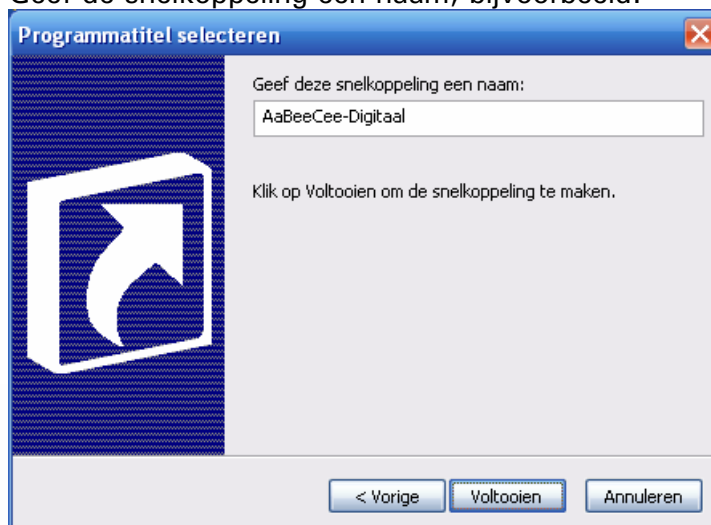 Geef de snelkoppeling een naam, bijvoorbeeld:
Programmatitel selecteren
Geef deze snelkoppeling een naam:
AaBeeCee-Digitaal
Klik op Voltooien om de snelkoppeling te maken.
< Vorige
Voltooien
Annuleren